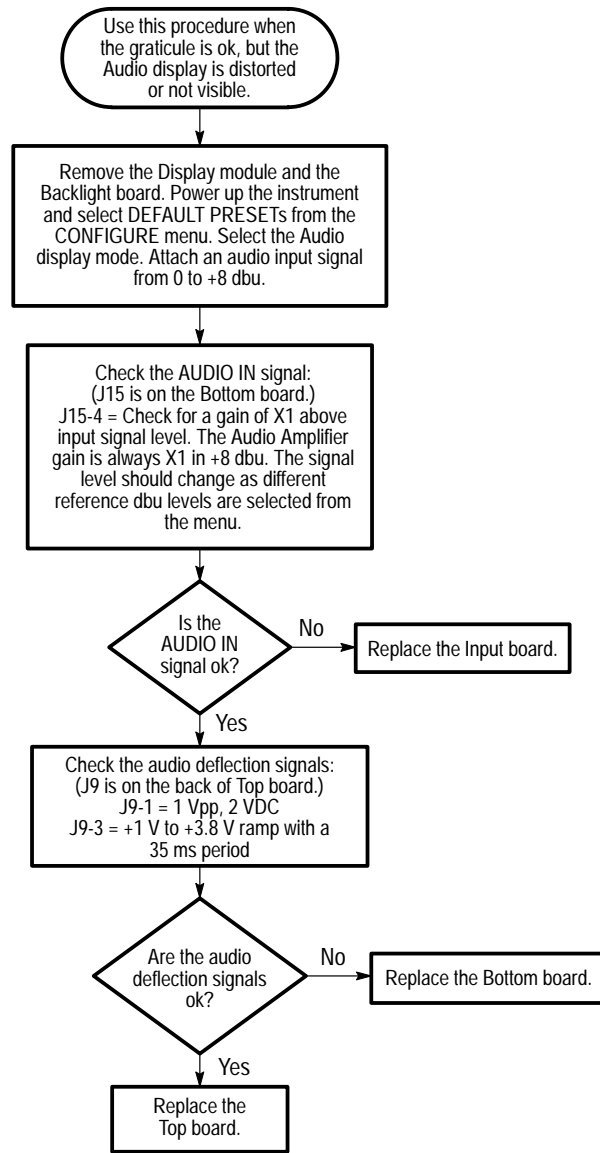 Use this procedure when
the graticule is ok, but the
Audio display is distorted
or not visible.
Remove the Display module and the
Backlight board. Power up the instrument
and select DEFAULT PRESETs from the
CONFIGURE menu. Select the Audio
display mode. Attach an audio input signal
from 0 to +8 dbu.
Check the AUDIO IN signal:
(J15 is on the Bottom board.)
J15-4 = Check for a gain of X1 above
input signal level. The Audio Amplifier
gain is always X1 in +8 dbu. The signal
level should change as different
reference dbu levels are selected from
the menu.
Is the
AUDIO IN
signal ok?
No
Replace the Input board.
Yes
Check the audio deflection signals:
(J9 is on the back of Top board.)
J9-1 = 1 Vpp, 2 VDC
J9-3 = +1 V to +3.8 V ramp with a
35 ms period
Are the audio
deflection signals
ok?
No
Replace the Bottom board.
Yes
Replace the
Top board.